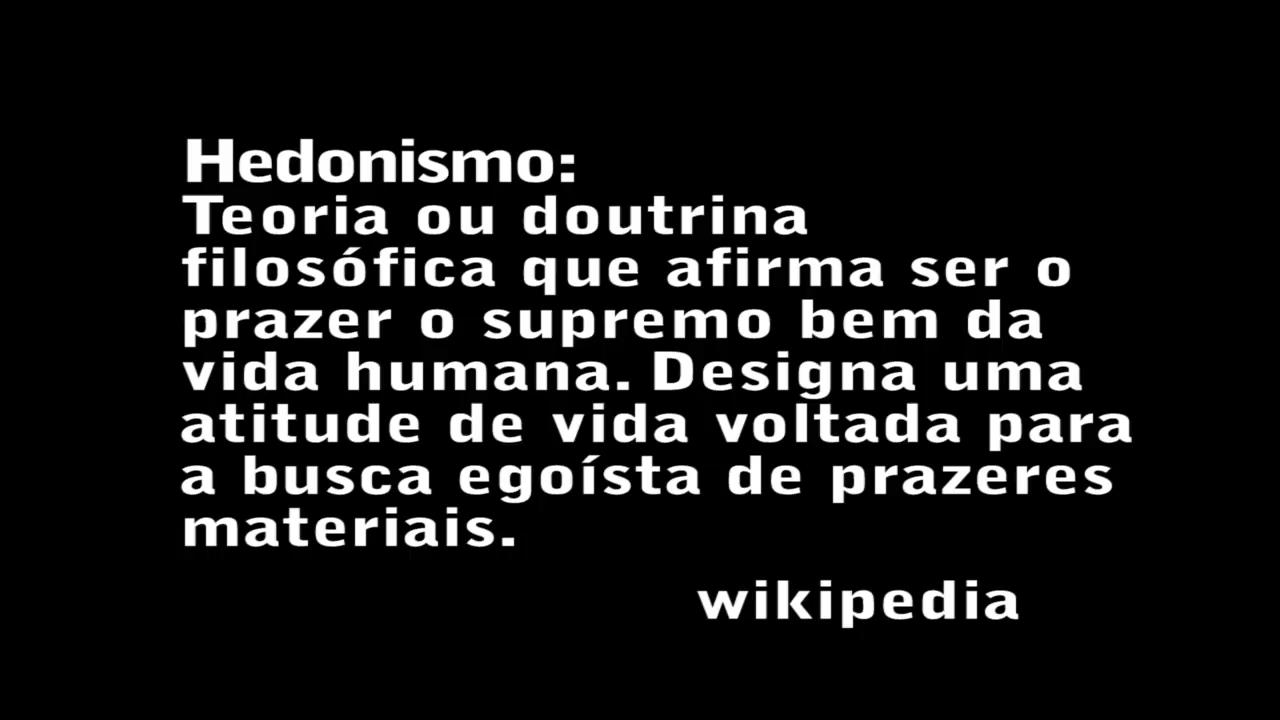 Hedonismo:
Teoria ou doutrina
filosófica que afirma ser o
prazer o supremo bem da
vida humana. Designa uma
atitude de vida voltada para
a busca egoísta de prazeres
materiais.
wikipedia